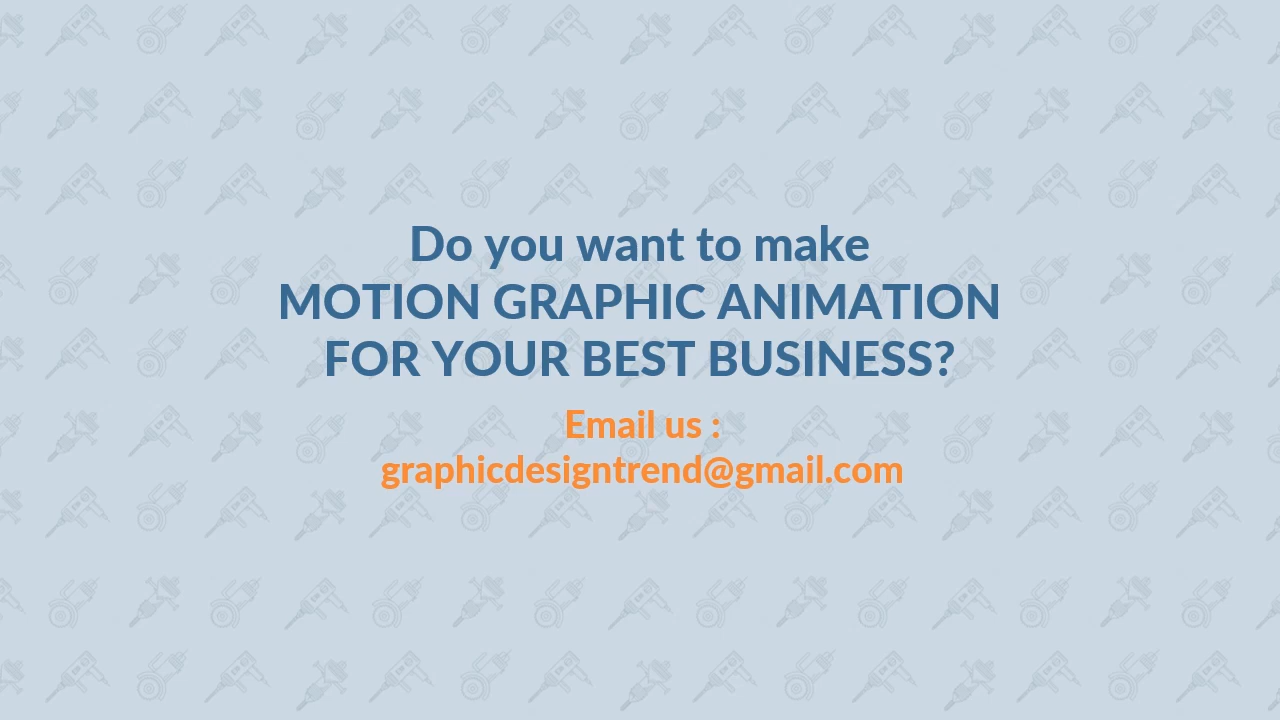 Do you want to make
MOTION GRAPHIC ANIMATION
FOR YOUR BEST BUSINESS?
Email us :
graphicdesigntrend@gmail.com